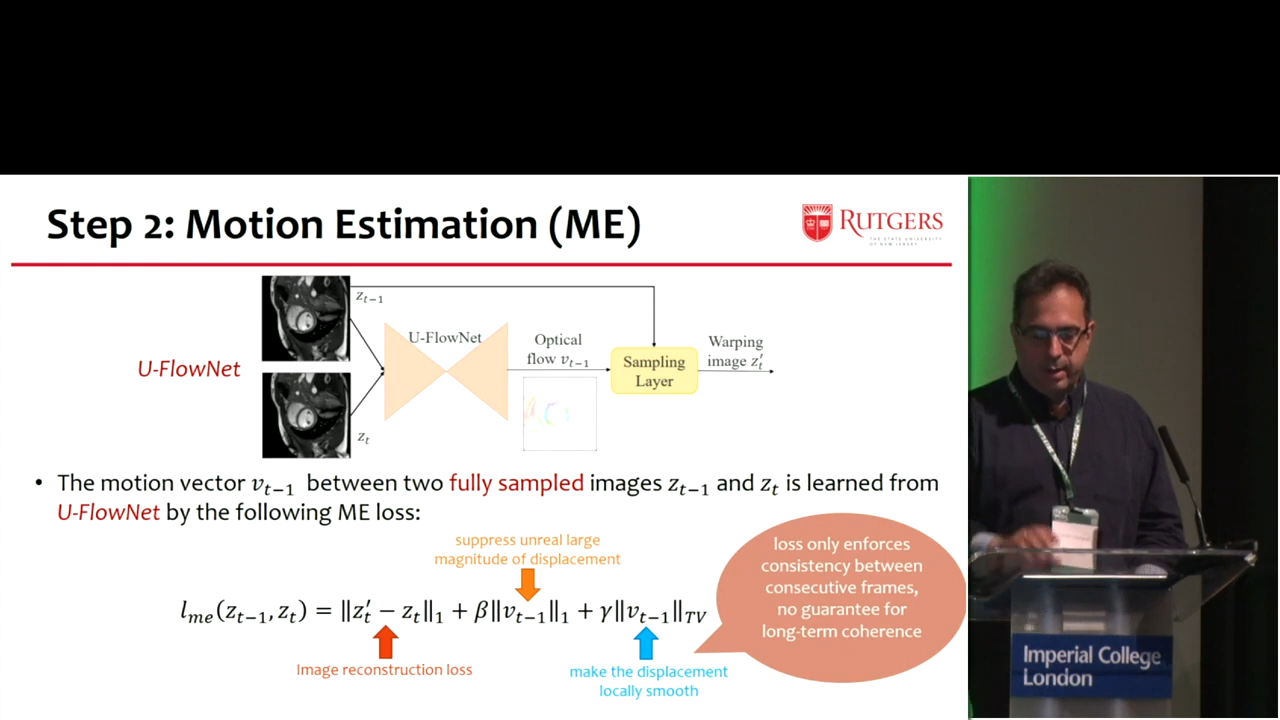 Step 2: Motion Estimation (ME)
RUTGERS
THE STATE UNIVERSITY
OF NEW JERSEY
z_{t−1}
U-FlowNet
U-FlowNet
Optical
flow v_{t−1}
Sampling
Layer
Warping
image z′_t
z_t
• The motion vector v_{t−1} between two fully sampled images z_{t−1} and z_t is learned from
U-FlowNet by the following ME loss:
suppress unreal large
magnitude of displacement
l_{me}(z_{t−1}, z_t) = ‖z′_t − z_t‖_1 + β‖v_{t−1}‖_1 + γ‖v_{t−1}‖_{TV}
Image reconstruction loss
make the displacement
locally smooth
loss only enforces
consistency between
consecutive frames,
no guarantee for
long-term coherence
Imperial College
London